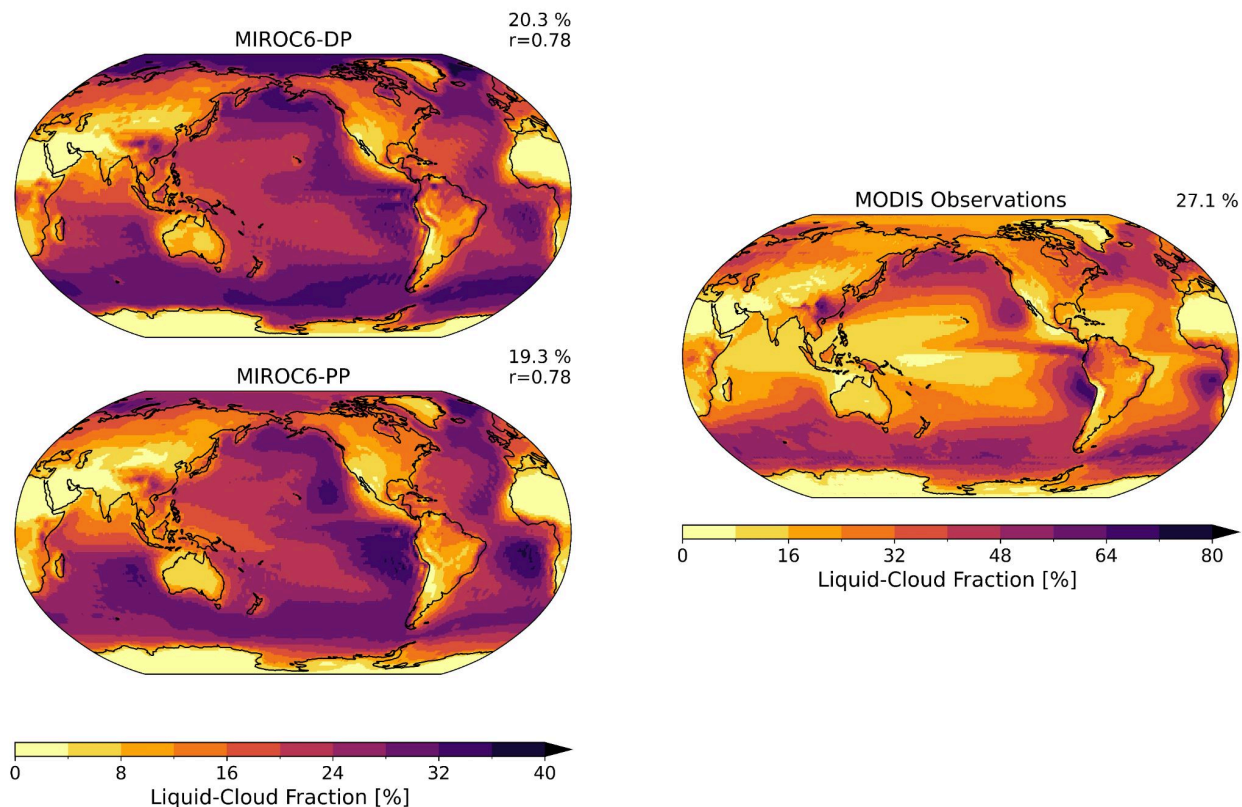 20.3 %
r=0.78
MIROC6-DP
19.3 %
r=0.78
MIROC6-PP
0 8 16 24 32 40
Liquid-Cloud Fraction [%]
MODIS Observations 27.1 %
0 16 32 48 64 80
Liquid-Cloud Fraction [%]